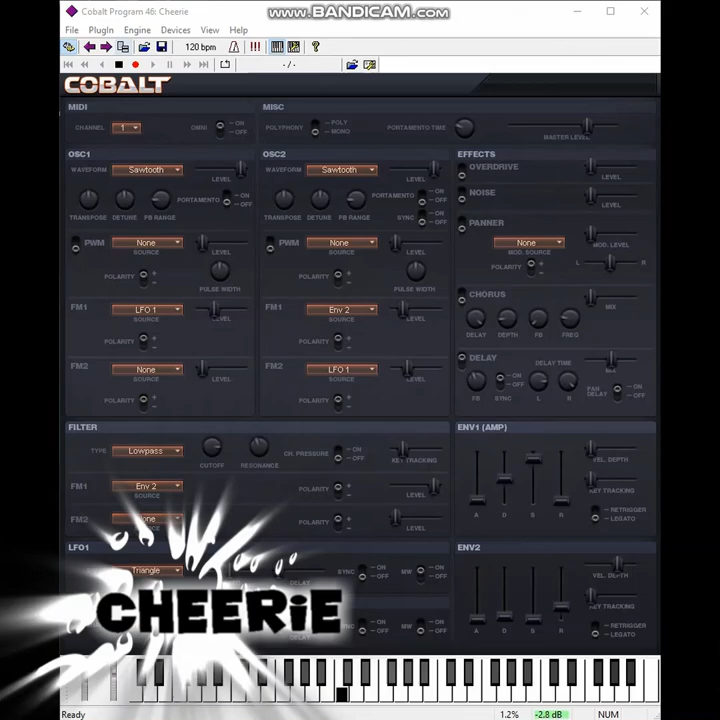 Cobalt Program 46: Cheerie
www.BANDICAM.com
File PlugIn Engine Devices View Help
120 bpm
- / -
COBALT
MIDI MISC
CHANNEL 1 OMNI ON OFF POLYPHONY POLY MONO PORTAMENTO TIME MASTER LEVEL
OSC1 OSC2 EFFECTS
WAVEFORM Sawtooth LEVEL WAVEFORM Sawtooth LEVEL OVERDRIVE LEVEL
TRANSPOSE DETUNE PB RANGE PORTAMENTO ON OFF TRANSPOSE DETUNE PB RANGE PORTAMENTO ON OFF SYNC ON OFF NOISE LEVEL
PWM None SOURCE LEVEL PWM None SOURCE LEVEL PANNER None MOD. SOURCE MOD. LEVEL
POLARITY + - PULSE WIDTH POLARITY + - PULSE WIDTH POLARITY + - L R
FM1 LFO 1 SOURCE LEVEL FM1 Env 2 SOURCE LEVEL CHORUS MIX
POLARITY + - POLARITY + - DELAY DEPTH FB FREQ
FM2 None SOURCE LEVEL FM2 LFO 1 SOURCE LEVEL DELAY DELAY TIME MIX
POLARITY + - POLARITY + - FB SYNC ON OFF L R PAN DELAY ON OFF
FILTER ENV1 (AMP)
TYPE Lowpass CUTOFF RESONANCE CH. PRESSURE ON OFF KEY TRACKING VEL. DEPTH
FM1 Env 2 SOURCE POLARITY + - LEVEL KEY TRACKING
FM2 None POLARITY + - LEVEL A D S R RETRIGGER LEGATO
LFO1 ENV2
Triangle DELAY SYNC ON OFF MW ON OFF VEL. DEPTH
CHEERiE
ON OFF ON OFF KEY TRACKING
A D S R RETRIGGER LEGATO
Ready 1.2% -2.8 dB NUM